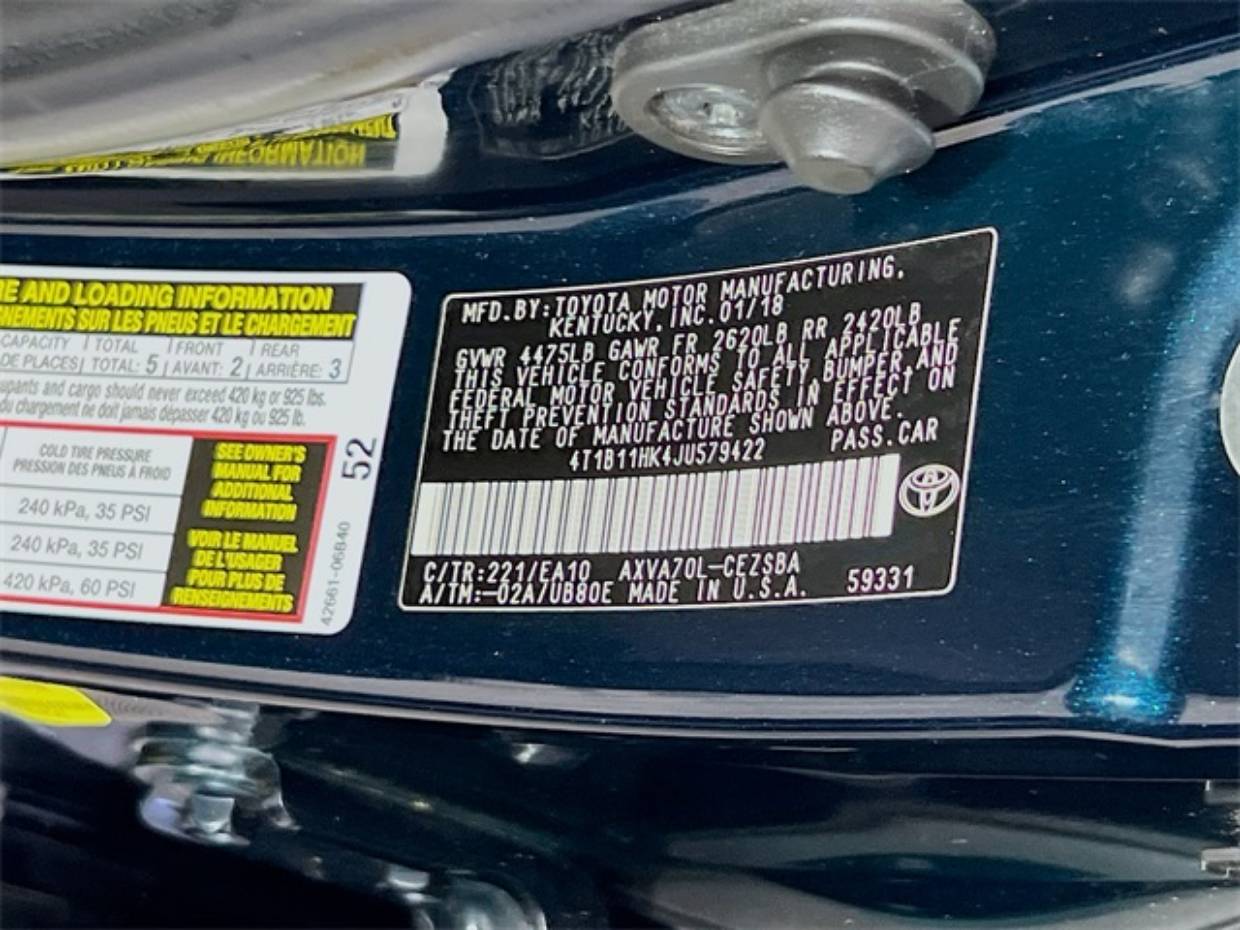 INFORMATION
RE AND LOADING INFORMATION
GNEMENTS SUR LES PNEUS ET LE CHARGEMENT
CAPACITY TOTAL FRONT REAR
DE PLACES TOTAL: 5 AVANT: 2 ARRIÈRE: 3
upants and cargo should never exceed 420 kg or 925 lbs.
du chargement ne doit jamais dépasser 420 kg ou 925 lb.
COLD TIRE PRESSURE
PRESSION DES PNEUS À FROID
240 kPa, 35 PSI
240 kPa, 35 PSI
420 kPa, 60 PSI
SEE OWNER'S
MANUAL FOR
ADDITIONAL
INFORMATION
VOIR LE MANUEL
DE L'USAGER
POUR PLUS DE
RENSEIGNEMENTS
52
42661-06B40
MFD.BY:TOYOTA MOTOR MANUFACTURING,
KENTUCKY, INC.01/18
GVWR 4475LB GAWR FR 2620LB RR 2420LB
THIS VEHICLE CONFORMS TO ALL APPLICABLE
FEDERAL MOTOR VEHICLE SAFETY, BUMPER, AND
THEFT PREVENTION STANDARDS IN EFFECT ON
THE DATE OF MANUFACTURE SHOWN ABOVE.
4T1B11HK4JU579422 PASS.CAR
C/TR:221/EA10 AXVA70L-CEZSBA
A/TM:-02A/UB80E MADE IN U.S.A. 59331